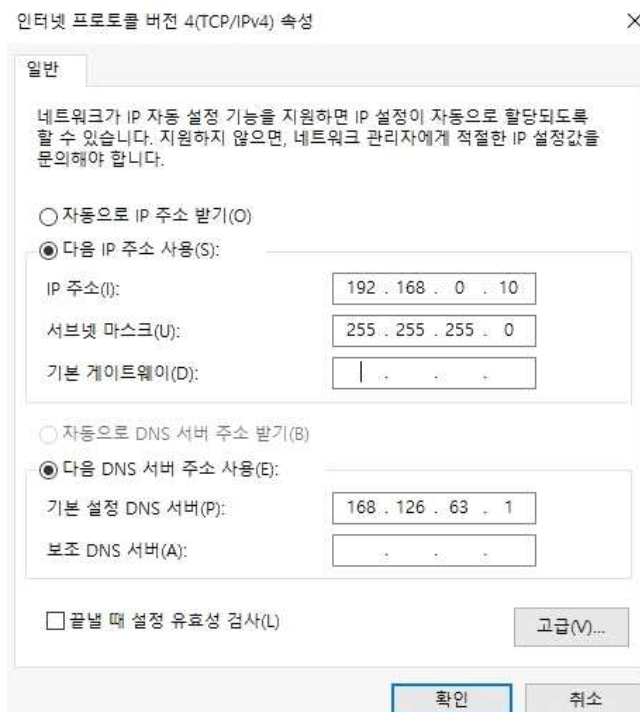 인터넷 프로토콜 버전 4(TCP/IPv4) 속성
일반
네트워크가 IP 자동 설정 기능을 지원하면 IP 설정이 자동으로 할당되도록
할 수 있습니다. 지원하지 않으면, 네트워크 관리자에게 적절한 IP 설정값을
문의해야 합니다.
자동으로 IP 주소 받기(O)
다음 IP 주소 사용(S):
IP 주소(I): 192 . 168 . 0 . 10
서브넷 마스크(U): 255 . 255 . 255 . 0
기본 게이트웨이(D): . . .
자동으로 DNS 서버 주소 받기(B)
다음 DNS 서버 주소 사용(E):
기본 설정 DNS 서버(P): 168 . 126 . 63 . 1
보조 DNS 서버(A): . . .
끝낼 때 설정 유효성 검사(L)
고급(V)...
확인 취소